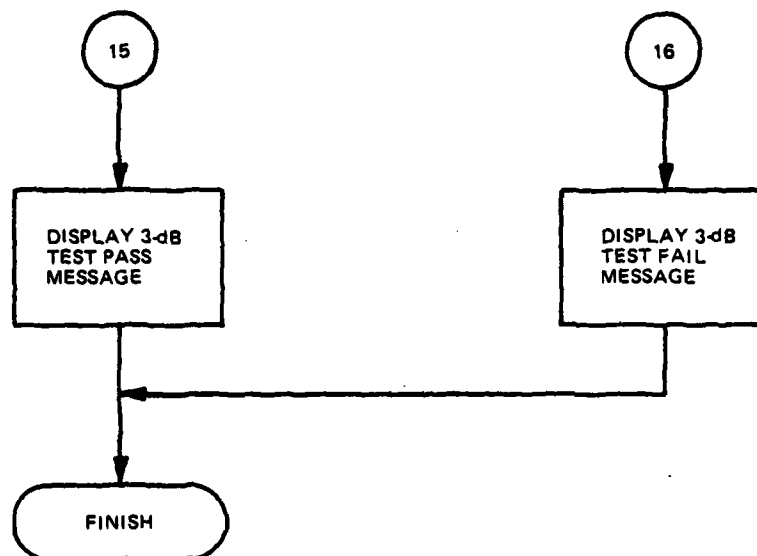 15
16
DISPLAY 3-dB
TEST PASS
MESSAGE
DISPLAY 3-dB
TEST FAIL
MESSAGE
FINISH